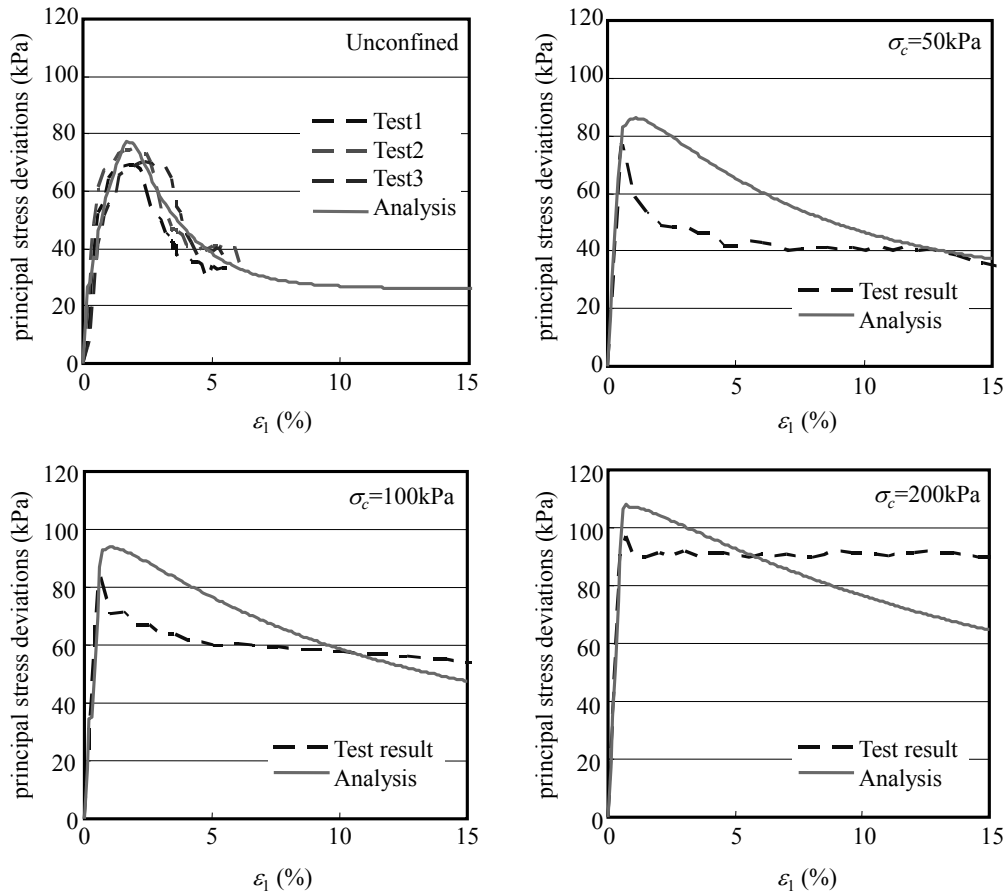 principal stress deviations (kPa)
120
100
80
60
40
20
0
Unconfined
Test1
Test2
Test3
Analysis
0 5 10 15
ε1 (%)
principal stress deviations (kPa)
120
100
80
60
40
20
0
σc=50kPa
Test result
Analysis
0 5 10 15
ε1 (%)
principal stress deviations (kPa)
120
100
80
60
40
20
0
σc=100kPa
Test result
Analysis
0 5 10 15
ε1 (%)
principal stress deviations (kPa)
120
100
80
60
40
20
0
σc=200kPa
Test result
Analysis
0 5 10 15
ε1 (%)